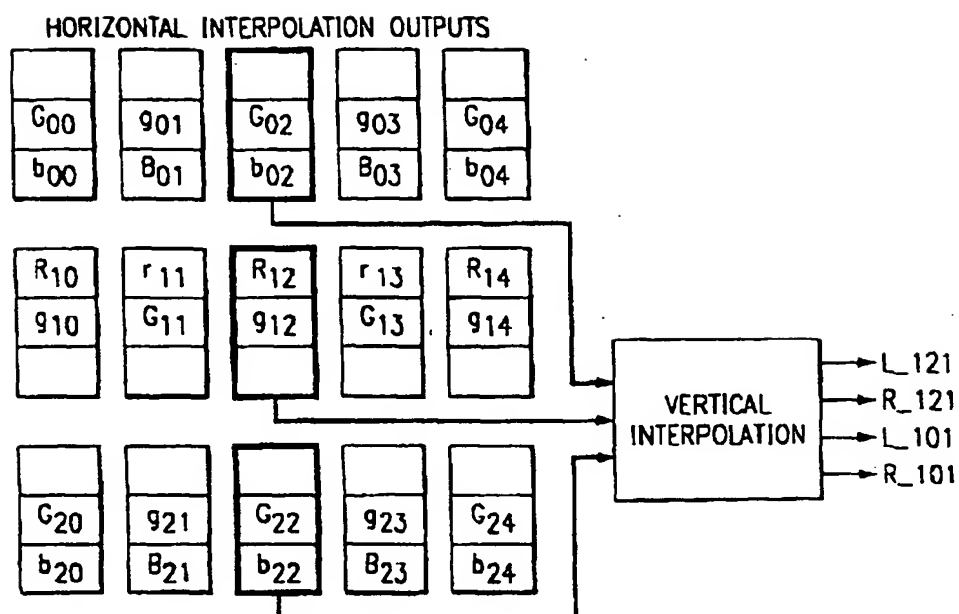 HORIZONTAL INTERPOLATION OUTPUTS
G00 g01 G02 g03 G04
b00 B01 b02 B03 b04
R10 r11 R12 r13 R14
g10 G11 g12 G13 g14
L_121
R_121
VERTICAL
INTERPOLATION
L_101
R_101
G20 g21 G22 g23 G24
b20 B21 b22 B23 b24